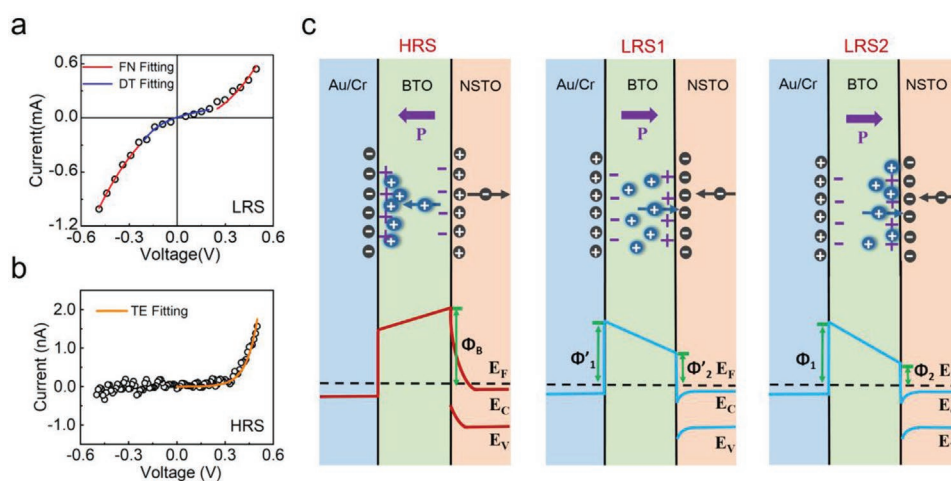 a
0.6
0.0
-0.6
-1.2
Current(mA)
FN Fitting
DT Fitting
LRS
-0.6 -0.3 0.0 0.3 0.6
Voltage(V)
b
2.0
1.0
0.0
-1.0
Current (nA)
TE Fitting
HRS
-0.6 -0.3 0.0 0.3 0.6
Voltage (V)
c
HRS
Au/Cr BTO NSTO
P
Φ_B
E_F
E_C
E_V
LRS1
Au/Cr BTO NSTO
P
Φ'_1
Φ'_2 E_F
E_C
E_V
LRS2
Au/Cr BTO NSTO
P
Φ_1
Φ_2 E
E
E